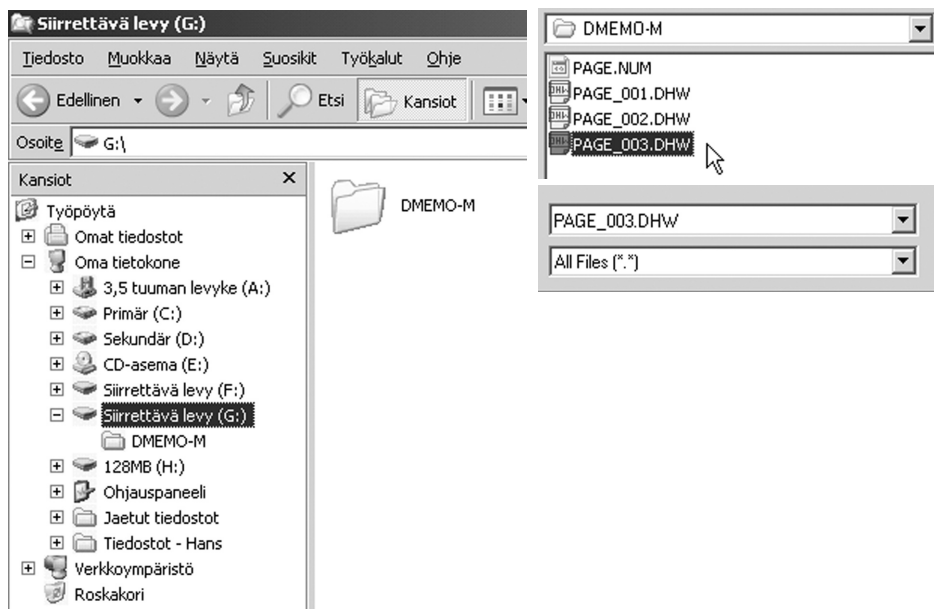 Siirrettävä levy (G:)
Tiedosto Muokkaa Näytä Suosikit Työkalut Ohje
Edellinen Etsi Kansiot
Osoite G:\
Kansiot
Työpöytä
Omat tiedostot
Oma tietokone
3,5 tuuman levyke (A:)
Primär (C:)
Sekundär (D:)
CD-asema (E:)
Siirrettävä levy (F:)
Siirrettävä levy (G:)
DMEMO-M
128MB (H:)
Ohjauspaneeli
Jaetut tiedostot
Tiedostot - Hans
Verkkoympäristö
Roskakori
DMEMO-M
DMEMO-M
PAGE.NUM
PAGE_001.DHW
PAGE_002.DHW
PAGE_003.DHW
PAGE_003.DHW
All Files (*.*)